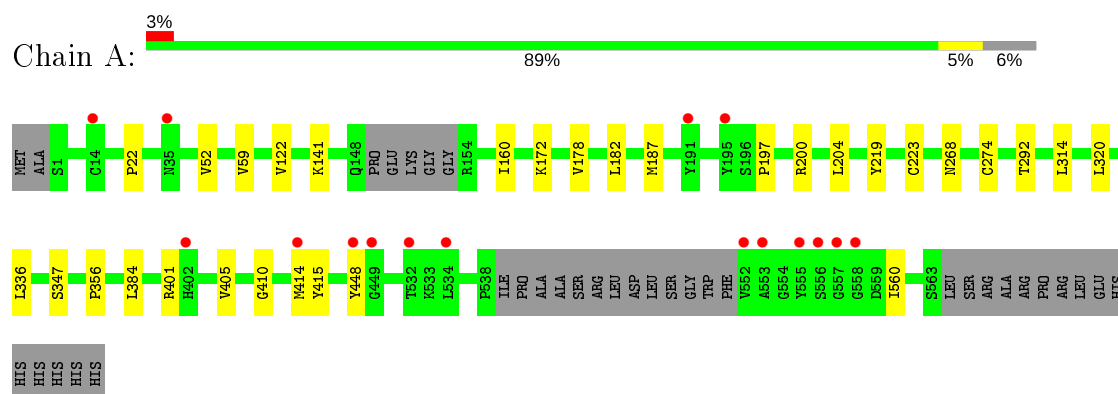 3%
Chain A:
89% 5% 6%
MET ALA S1 C14 P22 N35 V52 V59 V122 K141 Q148 PRO GLU LYS GLY GLY R154 I160 K172 V178 L182 M187 Y191 Y195 S196 P197 R200 L204 Y219 C223 N268 C274 T292 L314 L320
L336 S347 P356 L384 R401 H402 V405 G410 M414 Y415 Y448 G449 T532 K533 L534 P538 ILE PRO ALA ALA SER ARG LEU ASP LEU SER GLY TRP PHE V552 A553 G554 Y555 S556 G557 G558 D559 I560 S563 LEU SER ARG ALA ARG PRO ARG LEU GLU HIS
HIS HIS HIS HIS HIS